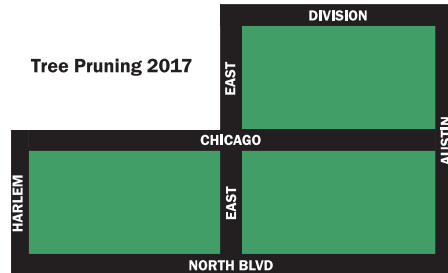 DIVISION
Tree Pruning 2017
EAST
CHICAGO
AUSTIN
HARLEM
EAST
NORTH BLVD